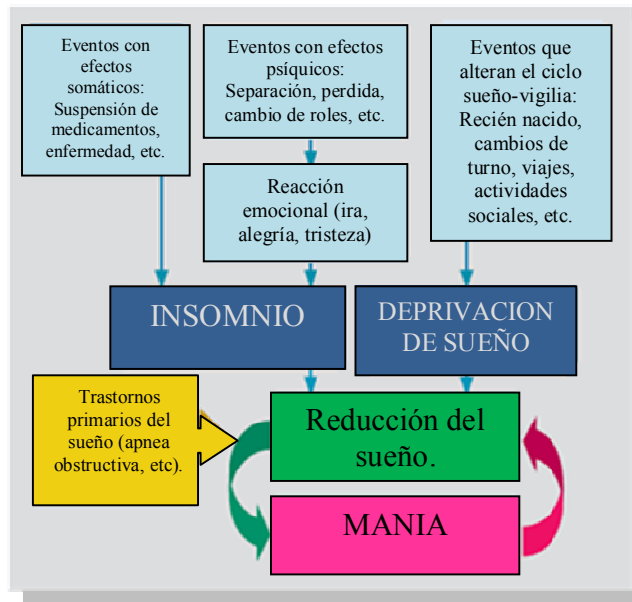 Eventos con
efectos
somáticos:
Suspensión de
medicamentos,
enfermedad, etc.
Eventos con efectos
psíquicos:
Separación, perdida,
cambio de roles, etc.
Eventos que
alteran el ciclo
sueño-vigilia:
Recién nacido,
cambios de
turno, viajes,
actividades
sociales, etc.
Reacción
emocional (ira,
alegría, tristeza)
INSOMNIO
DEPRIVACION
DE SUEÑO
Trastornos
primarios del
sueño (apnea
obstructiva, etc).
Reducción del
sueño.
MANIA